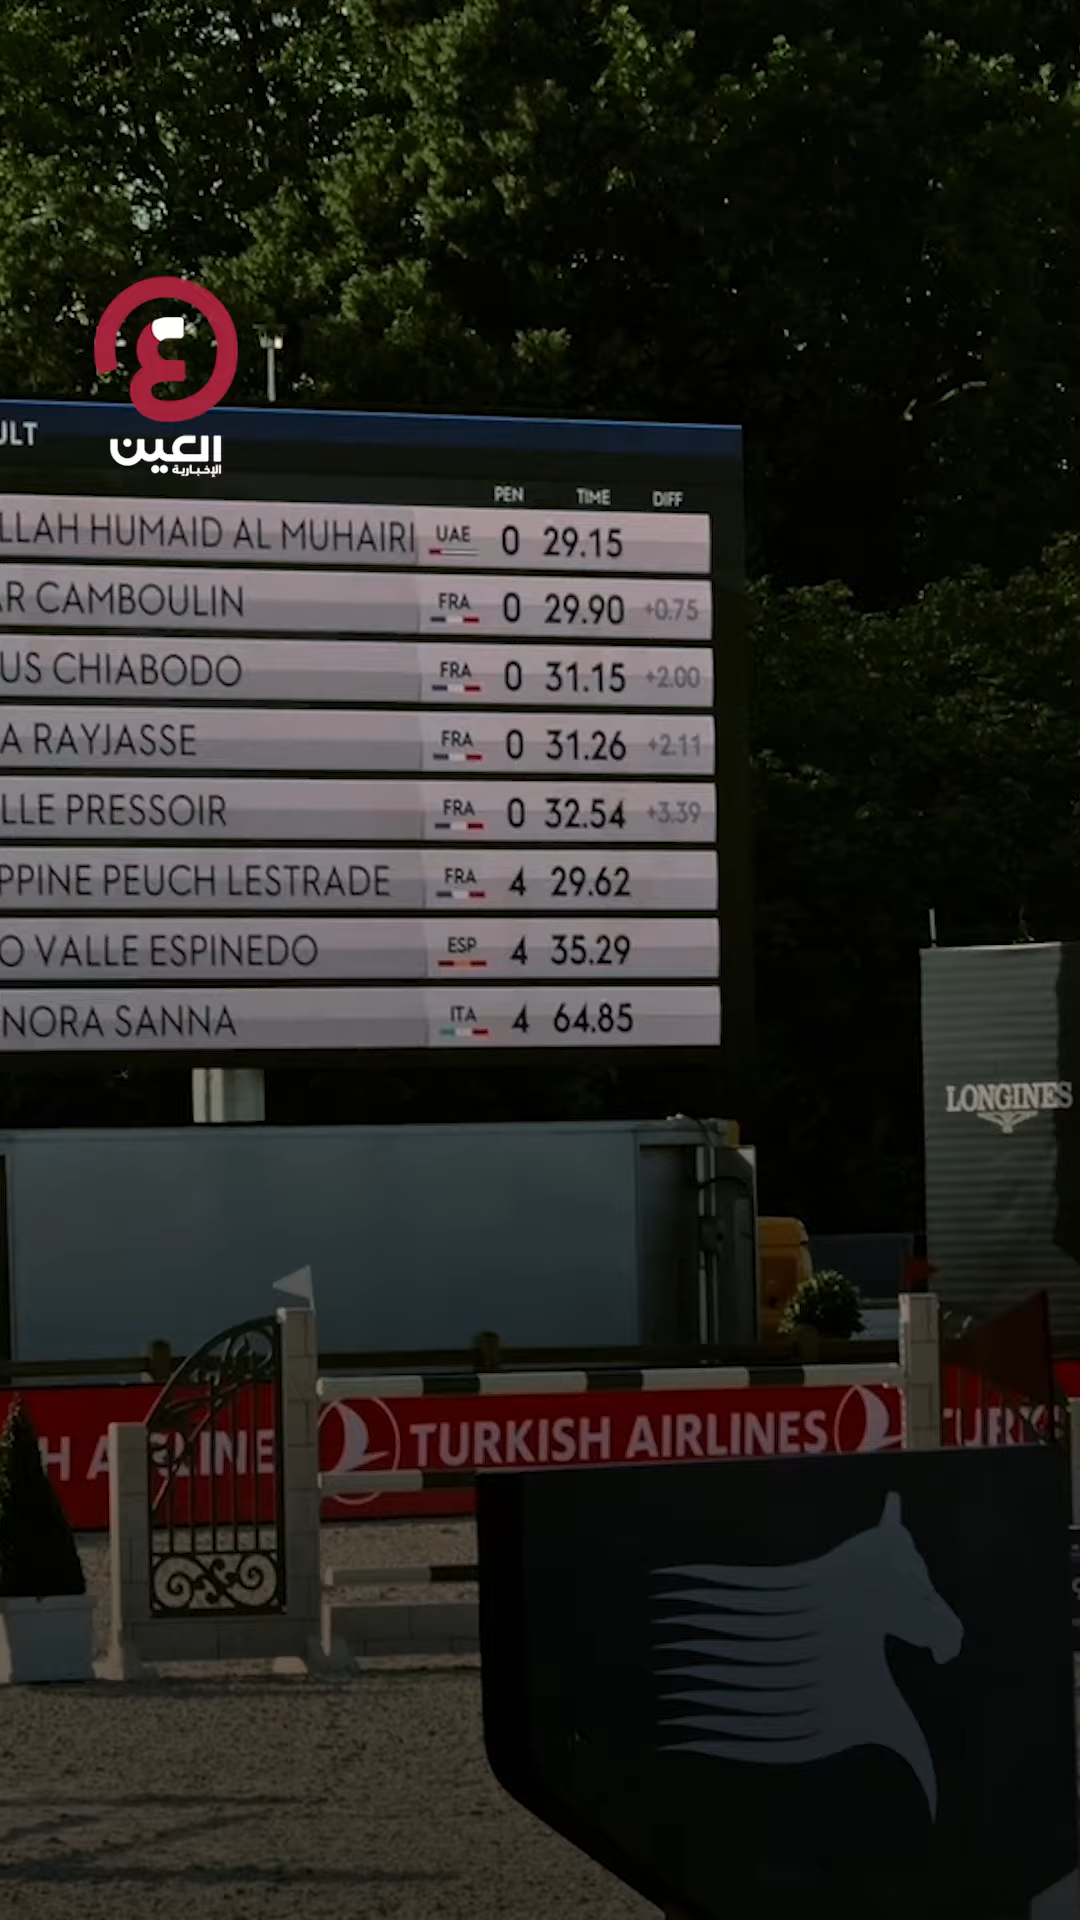 العين
الإخبارية
ULT
PEN TIME DIFF
LLAH HUMAID AL MUHAIRI UAE 0 29.15
AR CAMBOULIN FRA 0 29.90 +0.75
US CHIABODO FRA 0 31.15 +2.00
A RAYJASSE FRA 0 31.26 +2.11
LLE PRESSOIR FRA 0 32.54 +3.39
PPINE PEUCH LESTRADE FRA 4 29.62
O VALLE ESPINEDO ESP 4 35.29
NORA SANNA ITA 4 64.85
LONGINES
H AIRLINE TURKISH AIRLINES TURK